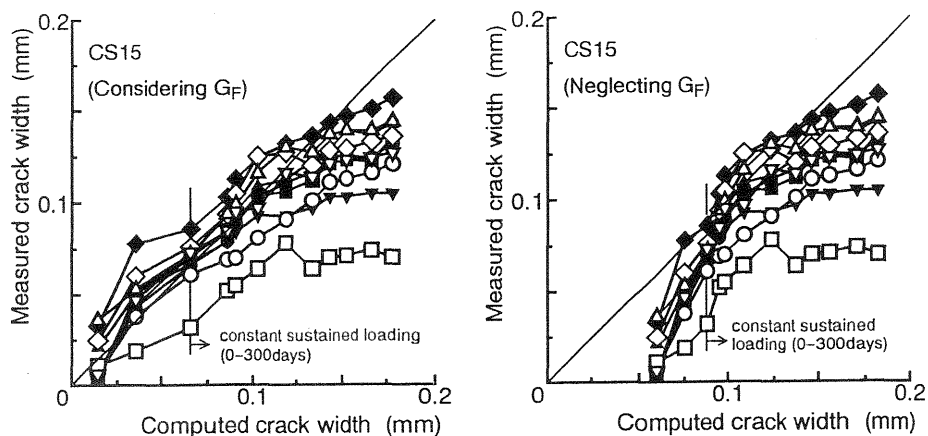 0.2
CS15
(Considering GF)
Measured crack width (mm)
0.1
constant sustained loading
(0–300days)
0
0.1
0.2
Computed crack width (mm)
0.2
CS15
(Neglecting GF)
Measured crack width (mm)
0.1
constant sustained
loading (0–300days)
0
0.1
0.2
Computed crack width (mm)